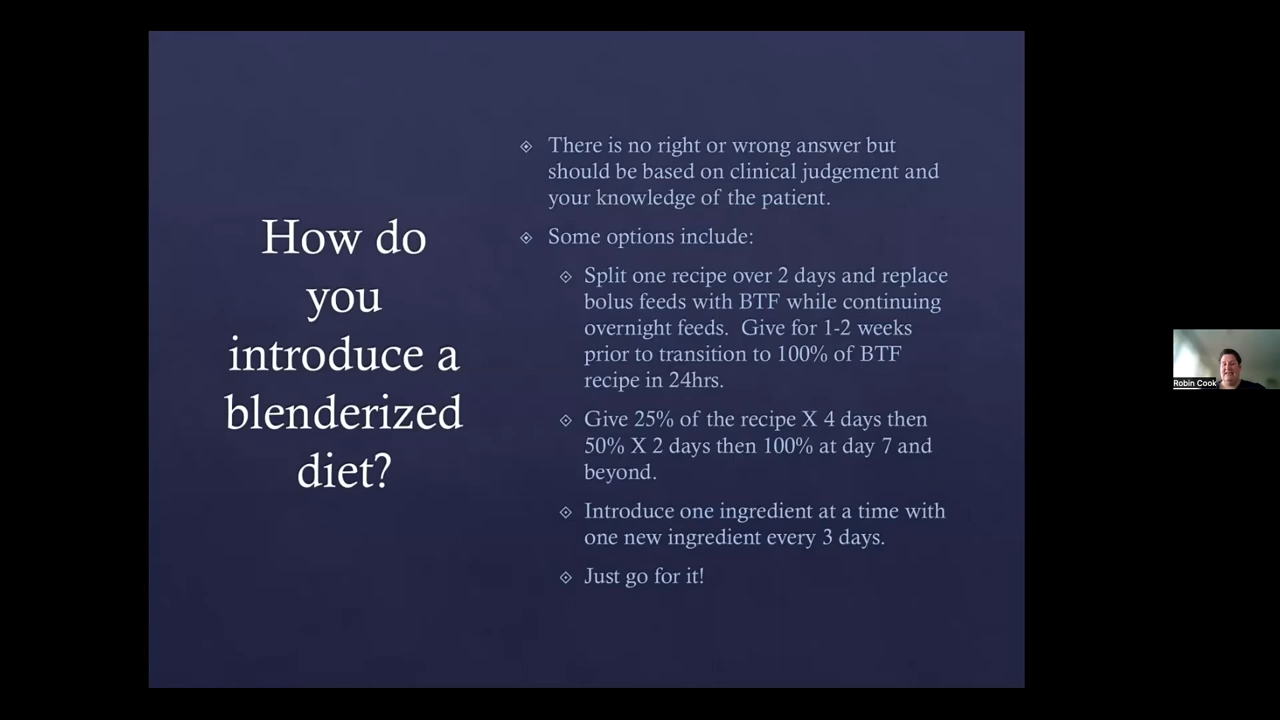 How do
you
introduce a
blenderized
diet?
There is no right or wrong answer but
should be based on clinical judgement and
your knowledge of the patient.
Some options include:
Split one recipe over 2 days and replace
bolus feeds with BTF while continuing
overnight feeds.  Give for 1-2 weeks
prior to transition to 100% of BTF
recipe in 24hrs.
Give 25% of the recipe X 4 days then
50% X 2 days then 100% at day 7 and
beyond.
Introduce one ingredient at a time with
one new ingredient every 3 days.
Just go for it!
Robin Cook